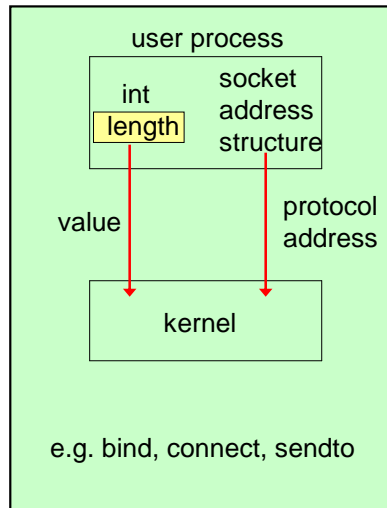 user process
int
length
socket
address
structure
value
protocol
address
kernel
e.g. bind, connect, sendto